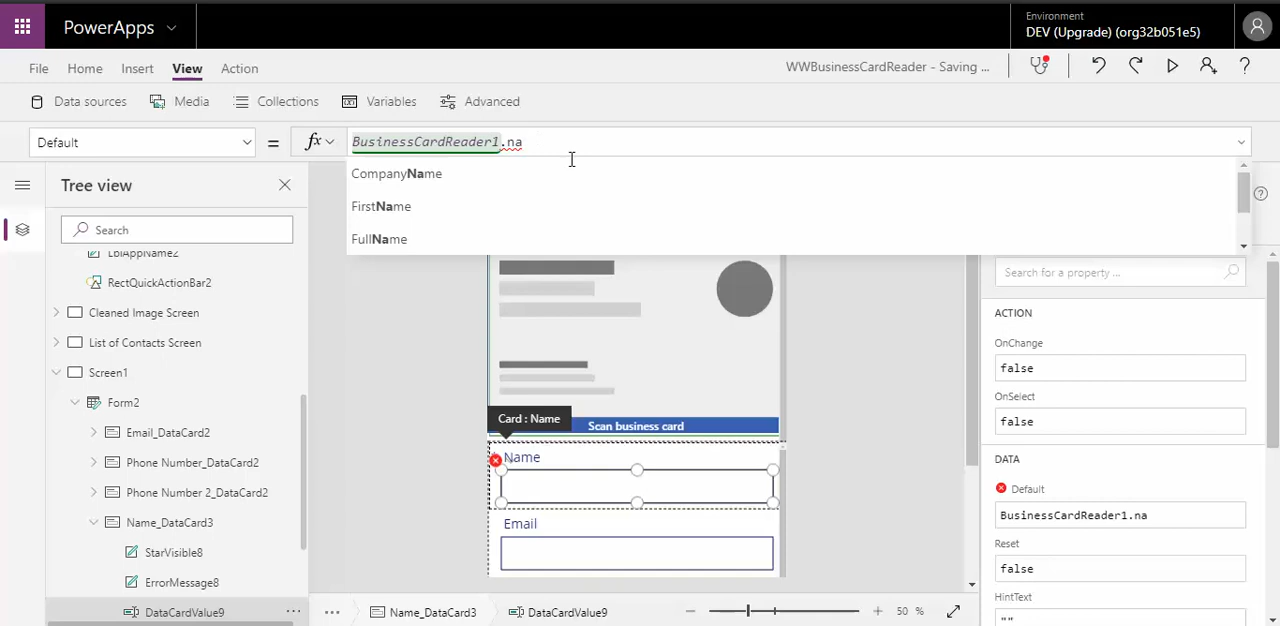 PowerApps
Environment
DEV (Upgrade) (org32b051e5)
File Home Insert View Action
WWBusinessCardReader - Saving ...
Data sources Media Collections Variables Advanced
Default = fx BusinessCardReader1.na
CompanyName
FirstName
FullName
Tree view
Search
LblAppName2
RectQuickActionBar2
Cleaned Image Screen
List of Contacts Screen
Screen1
Form2
Email_DataCard2
Phone Number_DataCard2
Phone Number 2_DataCard2
Name_DataCard3
StarVisible8
ErrorMessage8
DataCardValue9 ...
Card : Name
Scan business card
Name
Email
Search for a property ...
ACTION
OnChange
false
OnSelect
false
DATA
Default
BusinessCardReader1.na
Reset
false
HintText
""
... Name_DataCard3 DataCardValue9
50 %